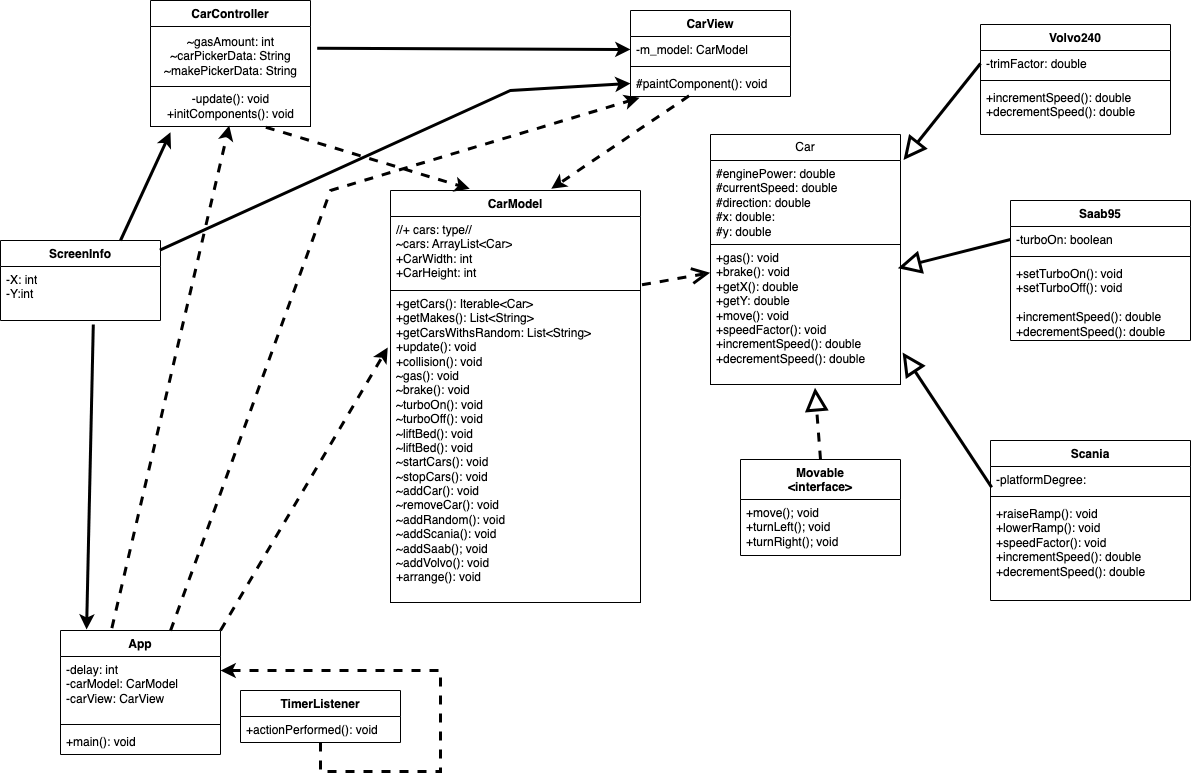 CarController
~gasAmount: int
~carPickerData: String
~makePickerData: String
-update(): void
+initComponents(): void
CarView
-m_model: CarModel
#paintComponent(): void
Volvo240
-trimFactor: double
+incrementSpeed(): double
+decrementSpeed(): double
Car
#enginePower: double
#currentSpeed: double
#direction: double
#x: double:
#y: double
+gas(): void
+brake(): void
+getX(): double
+getY: double
+move(): void
+speedFactor(): void
+incrementSpeed(): double
+decrementSpeed: double
CarModel
//+ cars: type//
~cars: ArrayList<Car>
+CarWidth: int
+CarHeight: int
+getCars(): Iterable<Car>
+getMakes(): List<String>
+getCarsWithsRandom: List<String>
+update(): void
+collision(): void
~gas(): void
~brake(): void
~turboOn(): void
~turboOff(): void
~liftBed(): void
~liftBed(): void
~startCars(): void
~stopCars(): void
~addCar(): void
~removeCar(): void
~addRandom(): void
~addScania(): void
~addSaab(): void
~addVolvo(): void
+arrange(): void
Saab95
-turboOn: boolean
+setTurboOn(): void
+setTurboOff(): void
+incrementSpeed(): double
+decrementSpeed(): double
ScreenInfo
-X: int
-Y:int
Scania
-platformDegree:
+raiseRamp(): void
+lowerRamp(): void
+speedFactor(): void
+incrementSpeed(): double
+decrementSpeed(): double
Movable
<interface>
+move(); void
+turnLeft(); void
+turnRight(); void
App
-delay: int
-carModel: CarModel
-carView: CarView
+main(): void
TimerListener
+actionPerformed(): void